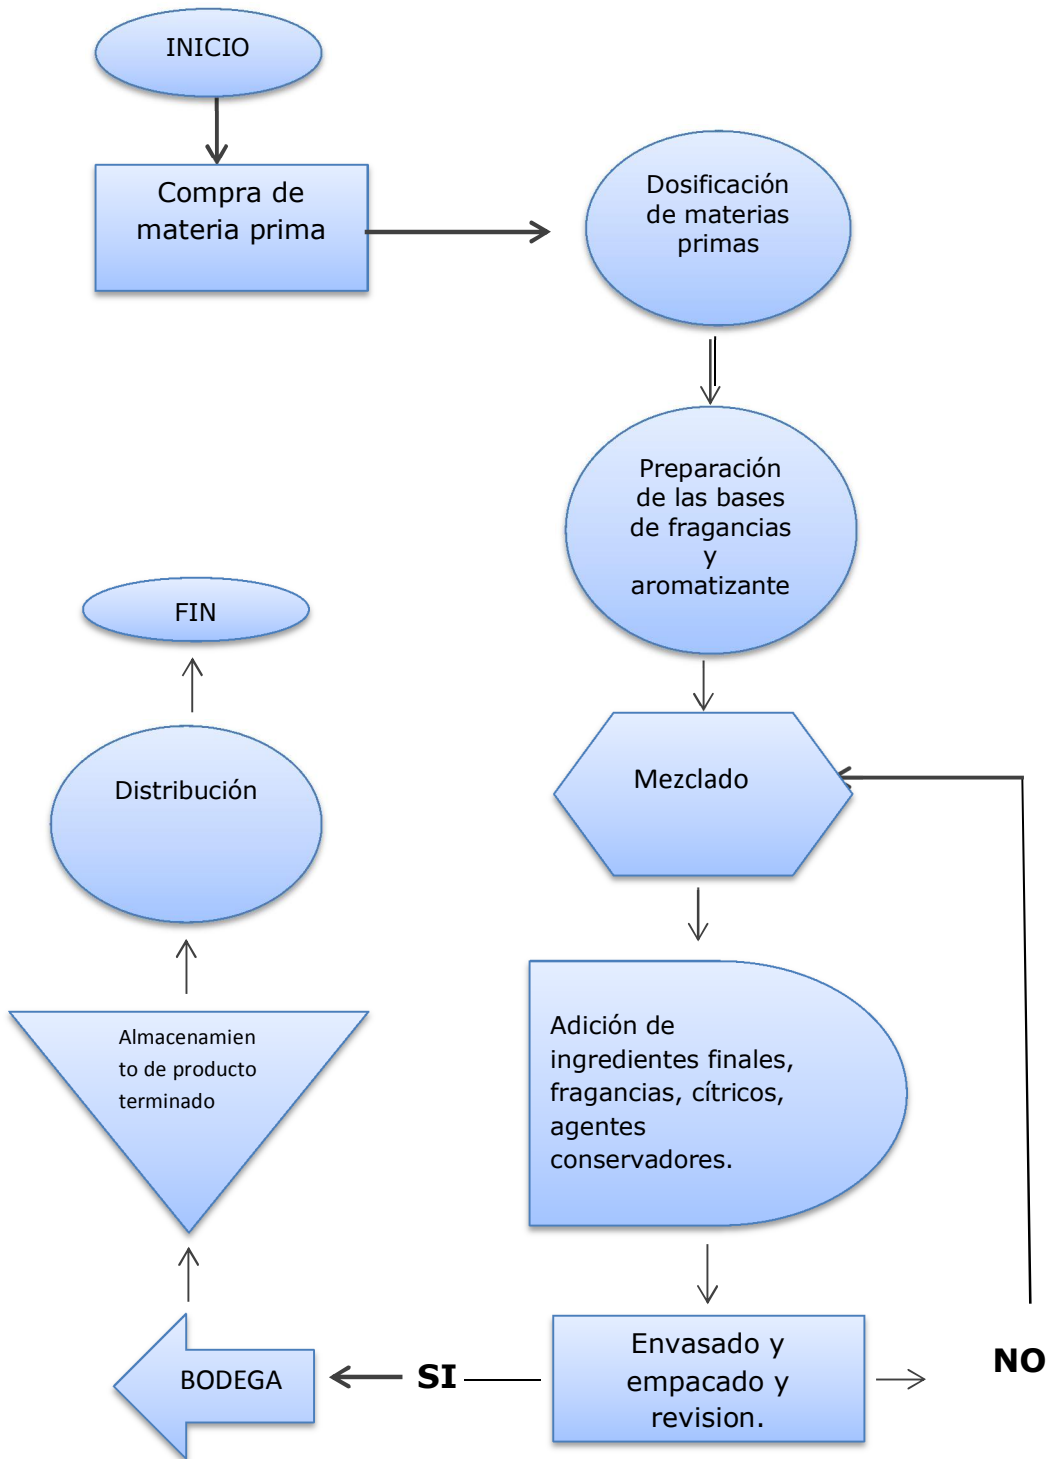 INICIO
Compra de
materia prima
Dosificación
de materias
primas
Preparación
de las bases
de fragancias
y
aromatizante
Mezclado
Adición de
ingredientes finales,
fragancias, cítricos,
agentes
conservadores.
Envasado y
empacado y
revision.
NO
SI
BODEGA
Almacenamien
to de producto
terminado
Distribución
FIN